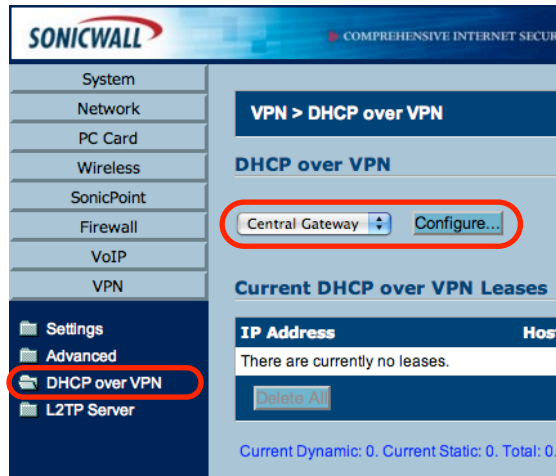 SONICWALL
COMPREHENSIVE INTERNET SECUR
System
Network
PC Card
Wireless
SonicPoint
Firewall
VoIP
VPN
Settings
Advanced
DHCP over VPN
L2TP Server
VPN > DHCP over VPN
DHCP over VPN
Central Gateway Configure...
Current DHCP over VPN Leases
IP Address Host
There are currently no leases.
Delete All
Current Dynamic: 0. Current Static: 0. Total: 0.